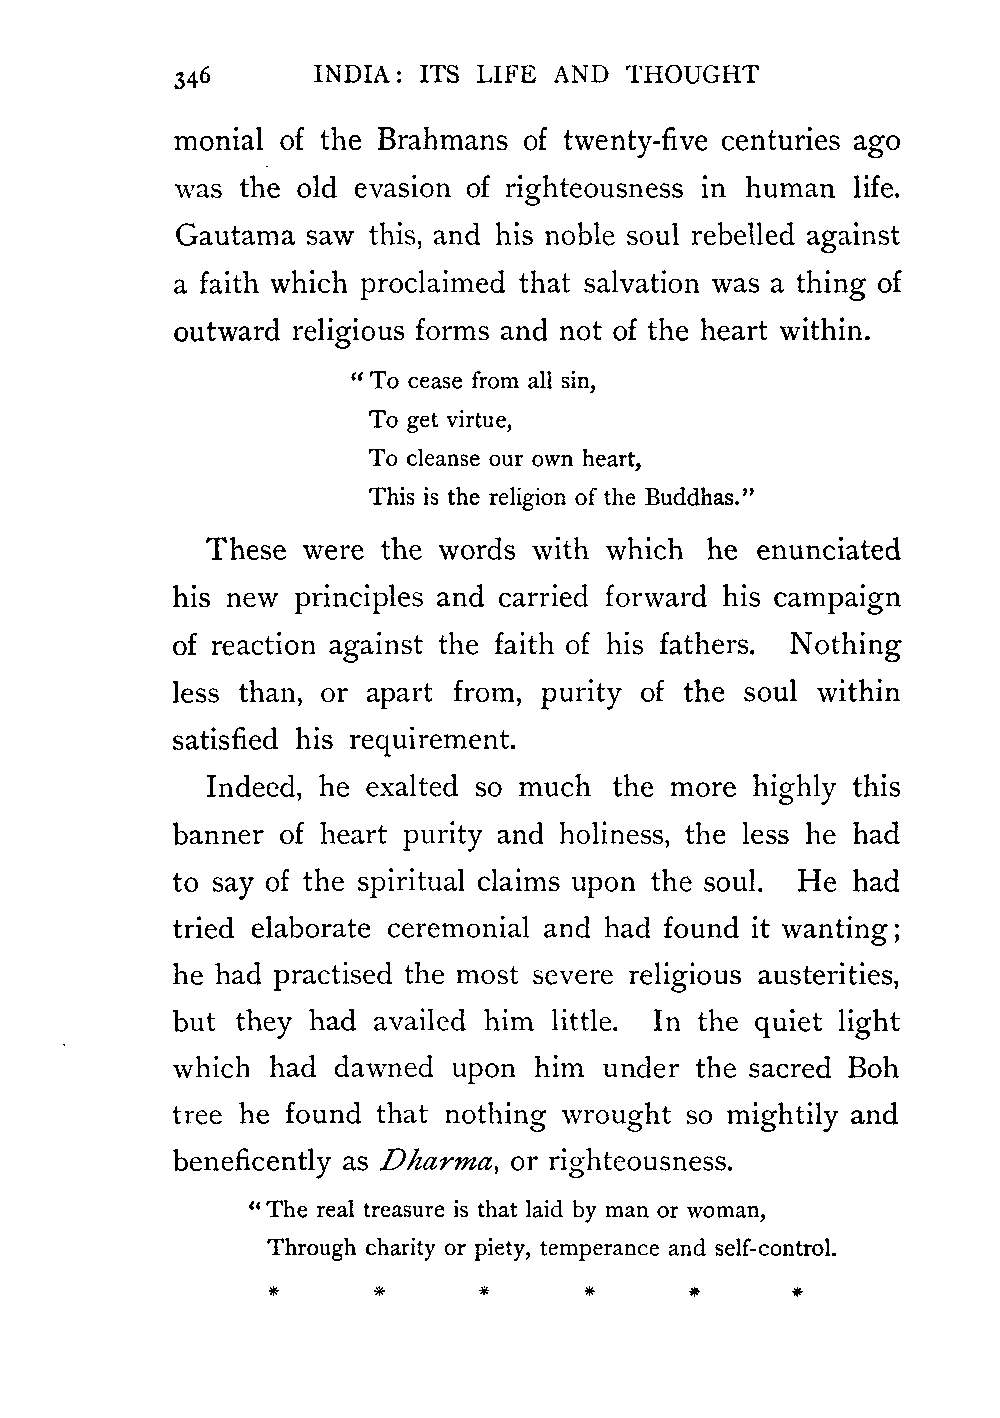 346 INDIA: ITS LIFE AND THOUGHT
monial of the Brahmans of twenty-five centuries ago
was the old evasion of righteousness in human life.
Gautama saw this, and his noble soul rebelled against
a faith which proclaimed that salvation was a thing of
outward religious forms and not of the heart within.
“ To cease from all sin,
To get virtue,
To cleanse our own heart,
This is the religion of the Buddhas.”
These were the words with which he enunciated
his new principles and carried forward his campaign
of reaction against the faith of his fathers. Nothing
less than, or apart from, purity of the soul within
satisfied his requirement.
Indeed, he exalted so much the more highly this
banner of heart purity and holiness, the less he had
to say of the spiritual claims upon the soul. He had
tried elaborate ceremonial and had found it wanting;
he had practised the most severe religious austerities,
but they had availed him little. In the quiet light
which had dawned upon him under the sacred Boh
tree he found that nothing wrought so mightily and
beneficently as Dharma, or righteousness.
“ The real treasure is that laid by man or woman,
Through charity or piety, temperance and self-control.
* * * * * *